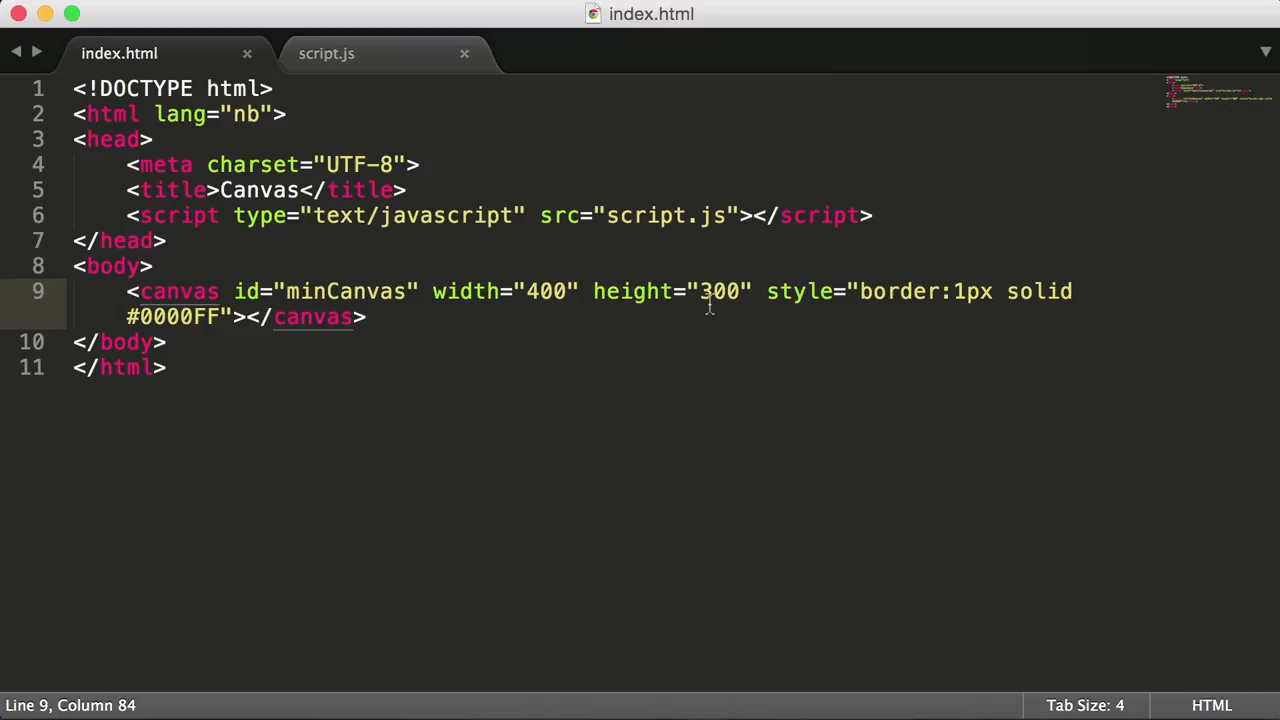 index.html
index.html × script.js ×
1 <!DOCTYPE html>
2 <html lang="nb">
3 <head>
4 <meta charset="UTF-8">
5 <title>Canvas</title>
6 <script type="text/javascript" src="script.js"></script>
7 </head>
8 <body>
9 <canvas id="minCanvas" width="400" height="300" style="border:1px solid
#0000FF"></canvas>
10 </body>
11 </html>
Line 9, Column 84 Tab Size: 4 HTML